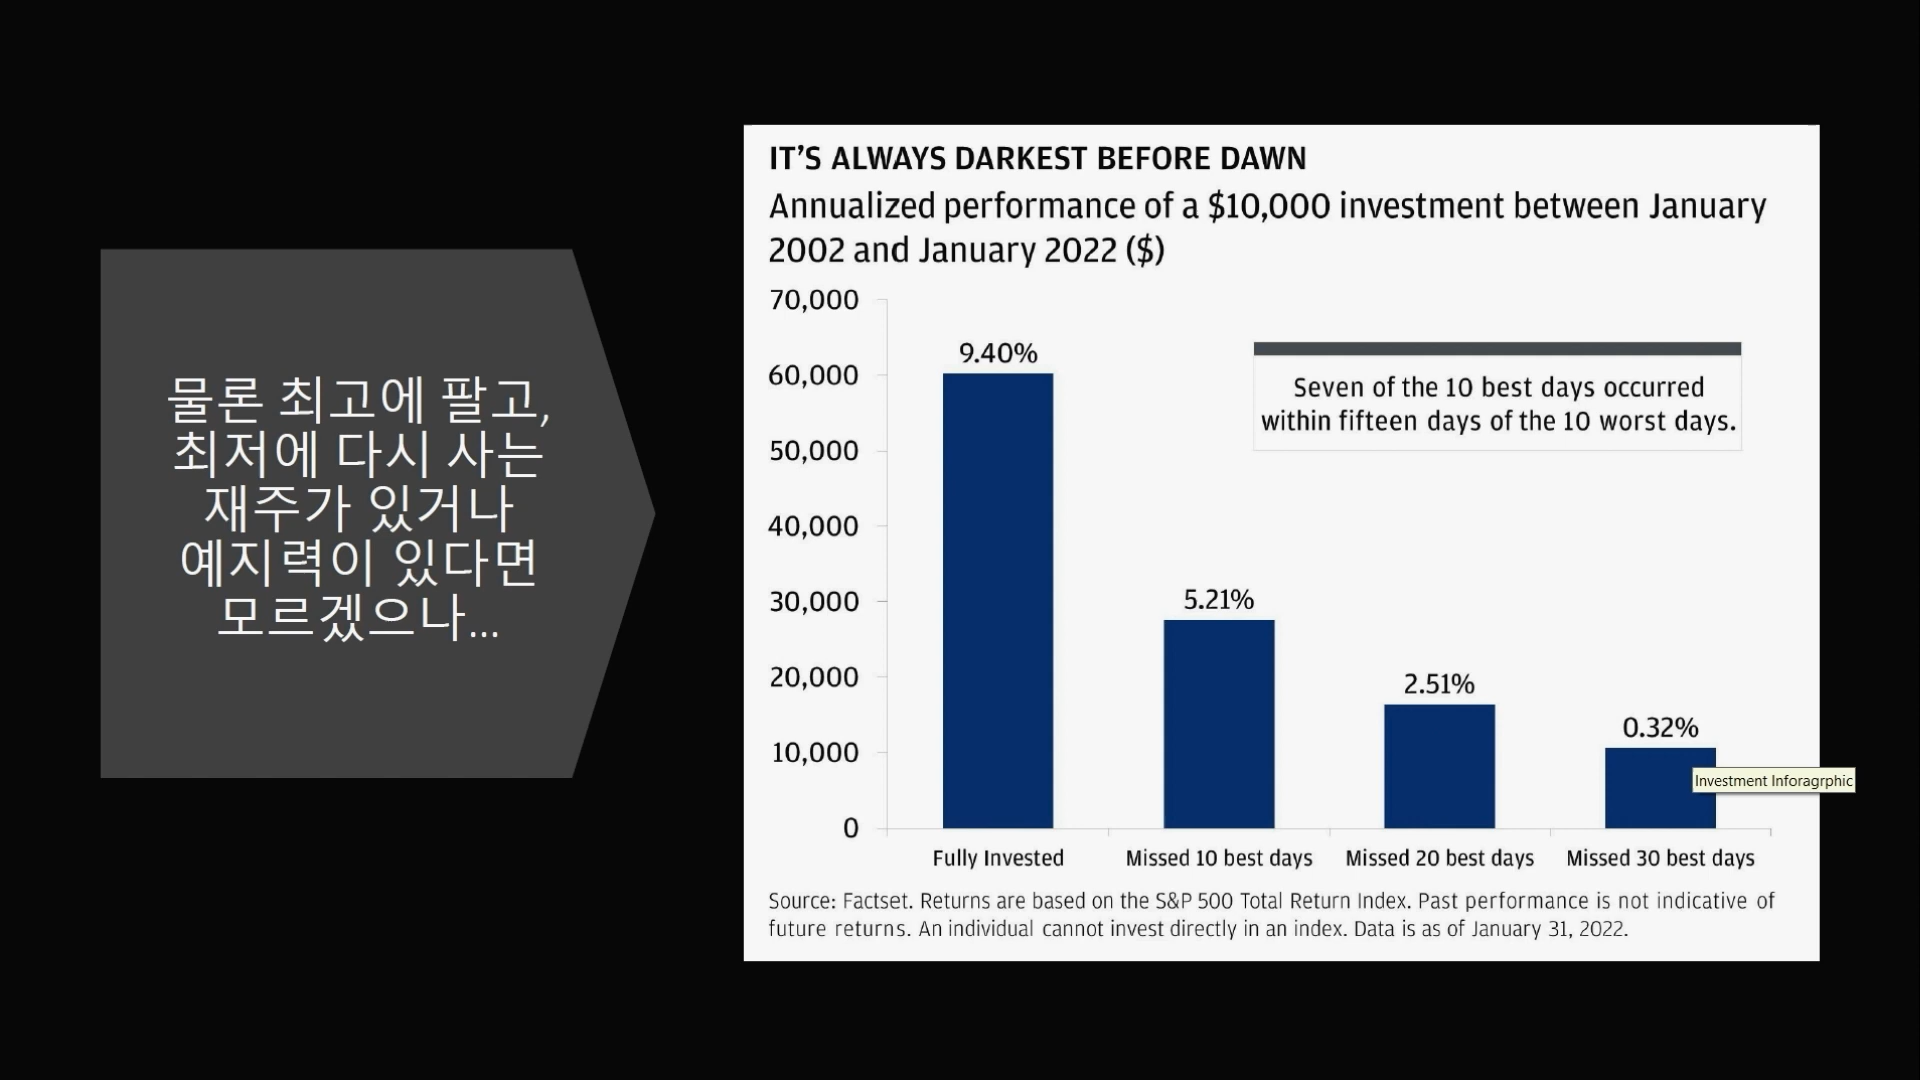 물론 최고에 팔고,
최저에 다시 사는
재주가 있거나
예지력이 있다면
모르겠으나...
IT'S ALWAYS DARKEST BEFORE DAWN
Annualized performance of a $10,000 investment between January
2002 and January 2022 ($)
70,000
60,000
50,000
40,000
30,000
20,000
10,000
0
9.40%
5.21%
2.51%
0.32%
Seven of the 10 best days occurred
within fifteen days of the 10 worst days.
Investment Inforagrphic
Fully Invested
Missed 10 best days
Missed 20 best days
Missed 30 best days
Source: Factset. Returns are based on the S&P 500 Total Return Index. Past performance is not indicative of
future returns. An individual cannot invest directly in an index. Data is as of January 31, 2022.